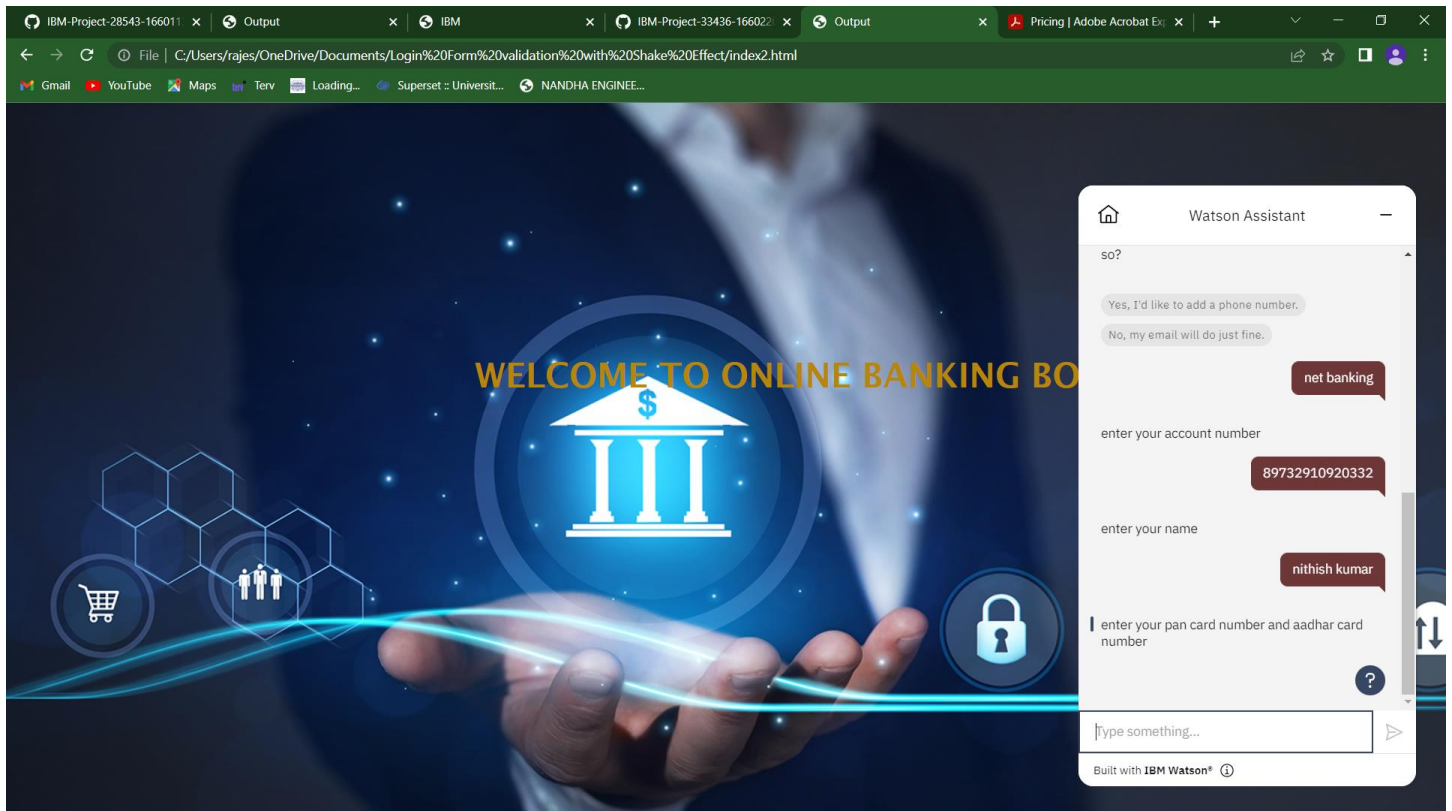 IBM-Project-28543-166011
Output
IBM
IBM-Project-33436-166022
Output
Pricing | Adobe Acrobat Ex
File | C:/Users/rajes/OneDrive/Documents/Login%20Form%20validation%20with%20Shake%20Effect/index2.html
Gmail
YouTube
Maps
Terv
Loading...
Superset :: Universit...
NANDHA ENGINEE...
WELCOME TO ONLINE BANKING BO
$
Watson Assistant
so?
Yes, I'd like to add a phone number.
No, my email will do just fine.
net banking
enter your account number
89732910920332
enter your name
nithish kumar
enter your pan card number and aadhar card
number
?
Type something...
Built with IBM Watson®